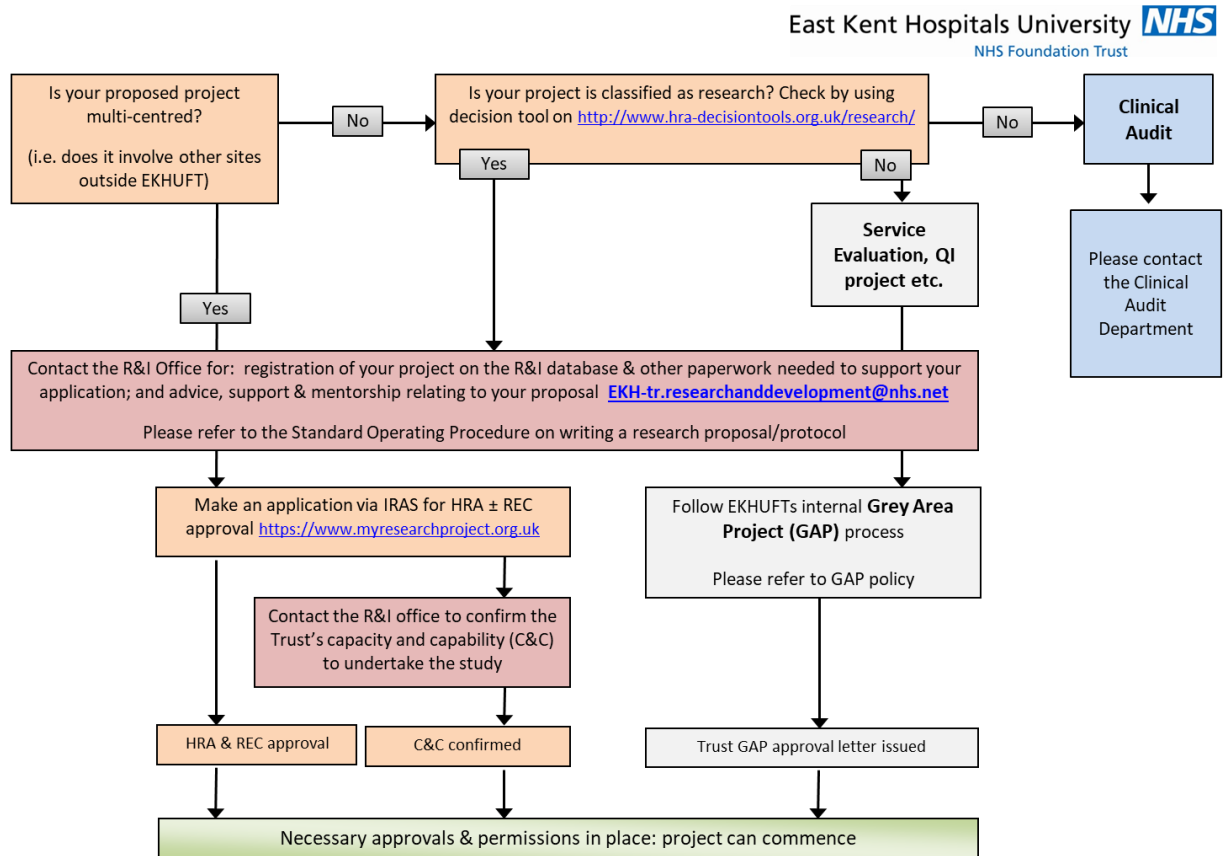 East Kent Hospitals University NHS
NHS Foundation Trust
Is your proposed project
multi-centred?
(i.e. does it involve other sites
outside EKHUFT)
No
Is your project is classified as research? Check by using
decision tool on http://www.hra-decisiontools.org.uk/research/
No
Clinical
Audit
Yes
No
Service
Evaluation, QI
project etc.
Please contact
the Clinical
Audit
Department
Yes
Contact the R&I Office for: registration of your project on the R&I database & other paperwork needed to support your
application; and advice, support & mentorship relating to your proposal EKH-tr.researchanddevelopment@nhs.net
Please refer to the Standard Operating Procedure on writing a research proposal/protocol
Make an application via IRAS for HRA ± REC
approval https://www.myresearchproject.org.uk
Follow EKHUFTs internal Grey Area
Project (GAP) process
Please refer to GAP policy
Contact the R&I office to confirm the
Trust's capacity and capability (C&C)
to undertake the study
HRA & REC approval
C&C confirmed
Trust GAP approval letter issued
Necessary approvals & permissions in place: project can commence